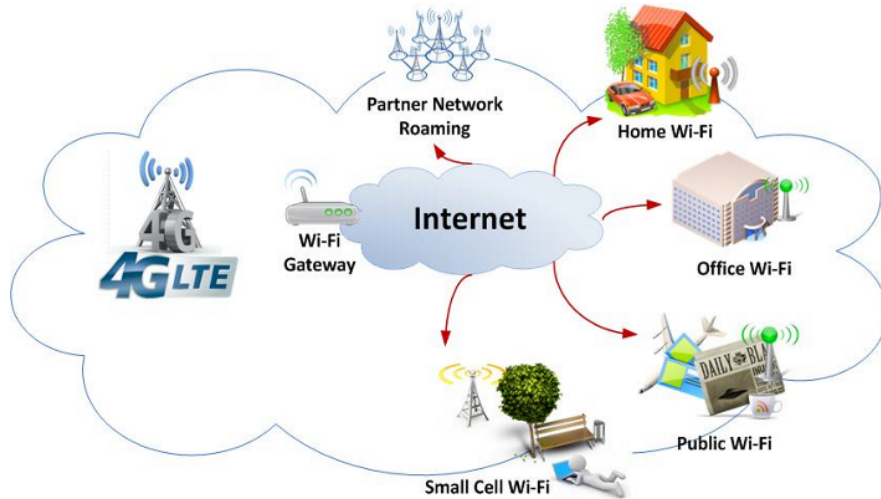 Partner Network
Roaming
Home Wi-Fi
4G
4G LTE
Wi-Fi
Gateway
Internet
Office Wi-Fi
DAILY BLA
Public Wi-Fi
Small Cell Wi-Fi